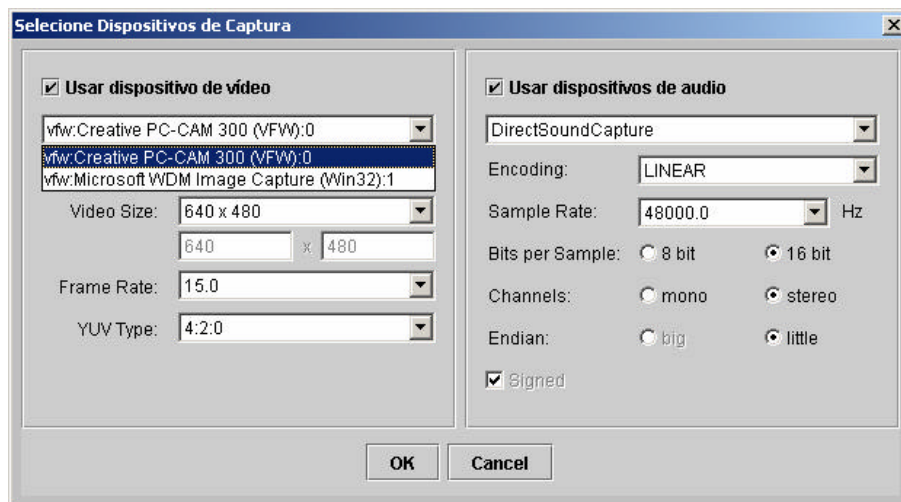 Selecione Dispositivos de Captura
Usar dispositivo de vídeo
vfw:Creative PC-CAM 300 (VFW):0
vfw:Creative PC-CAM 300 (VFW):0
vfw:Microsoft WDM Image Capture (Win32):1
Video Size: 640 x 480
640 x 480
Frame Rate: 15.0
YUV Type: 4:2:0
Usar dispositivos de audio
DirectSoundCapture
Encoding: LINEAR
Sample Rate: 48000.0 Hz
Bits per Sample: 8 bit 16 bit
Channels: mono stereo
Endian: big little
Signed
OK Cancel